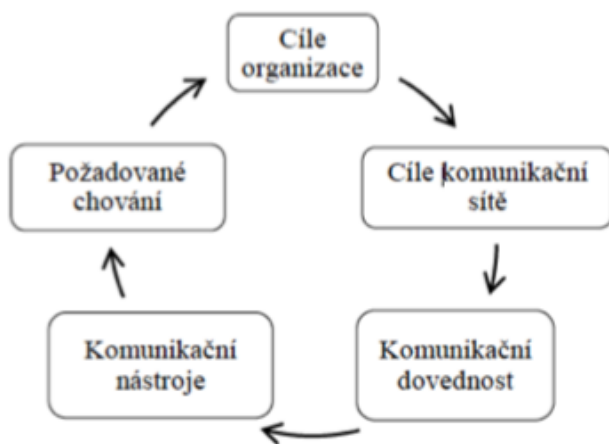 Cíle
organizace
Cíle komunikační
sítě
Komunikační
dovednost
Komunikační
nástroje
Požadované
chování